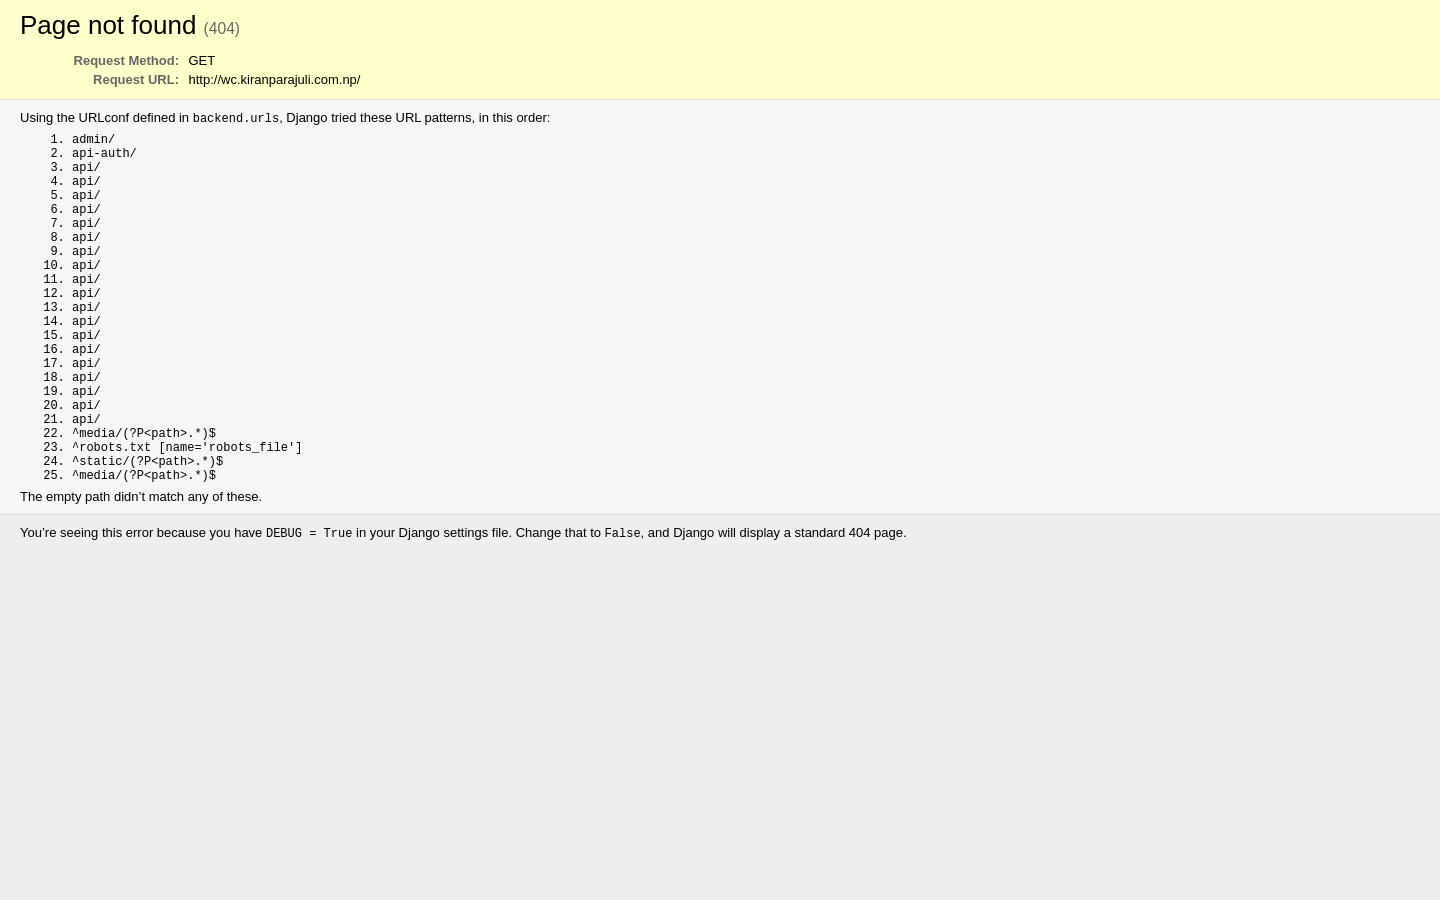 Page not found (404)
Request Method: GET
Request URL: http://wc.kiranparajuli.com.np/
Using the URLconf defined in backend.urls, Django tried these URL patterns, in this order:
1. admin/
2. api-auth/
3. api/
4. api/
5. api/
6. api/
7. api/
8. api/
9. api/
10. api/
11. api/
12. api/
13. api/
14. api/
15. api/
16. api/
17. api/
18. api/
19. api/
20. api/
21. api/
22. ^media/(?P<path>.*)$
23. ^robots.txt [name='robots_file']
24. ^static/(?P<path>.*)$
25. ^media/(?P<path>.*)$
The empty path didn’t match any of these.
You’re seeing this error because you have DEBUG = True in your Django settings file. Change that to False, and Django will display a standard 404 page.